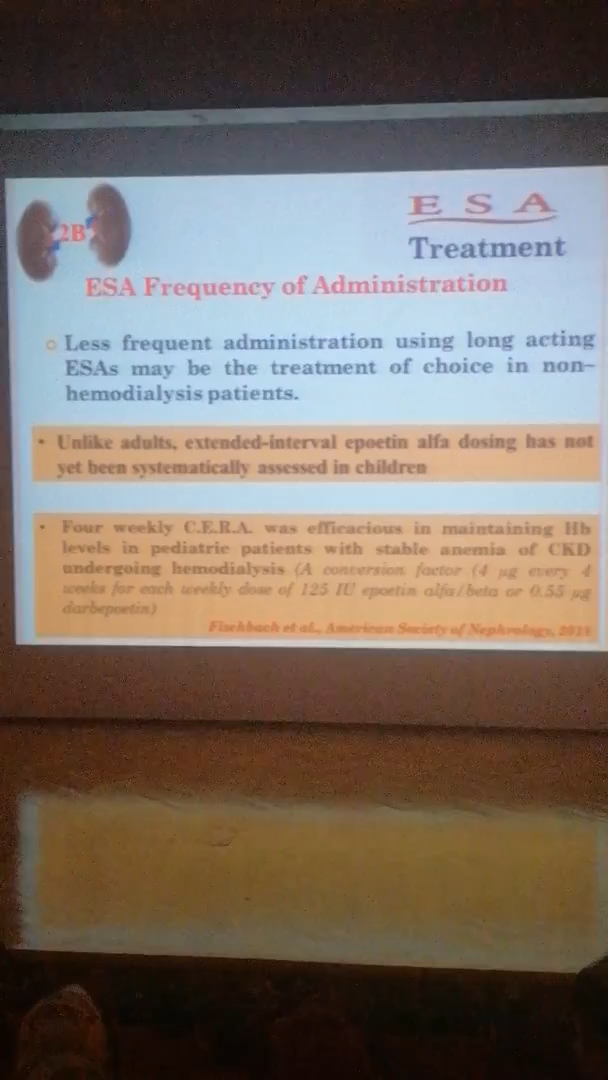 2B
E S A
Treatment
ESA Frequency of Administration
o Less frequent administration using long acting
ESAs may be the treatment of choice in non-
hemodialysis patients.
• Unlike adults, extended-interval epoetin alfa dosing has not
yet been systematically assessed in children
• Four weekly C.E.R.A. was efficacious in maintaining Hb
levels in pediatric patients with stable anemia of CKD
undergoing hemodialysis (A conversion factor (4 µg every 4
weeks for each weekly dose of 125 IU epoetin alfa/beta or 0.55 µg
darbepoetin)
Fischbach et al., American Society of Nephrology,